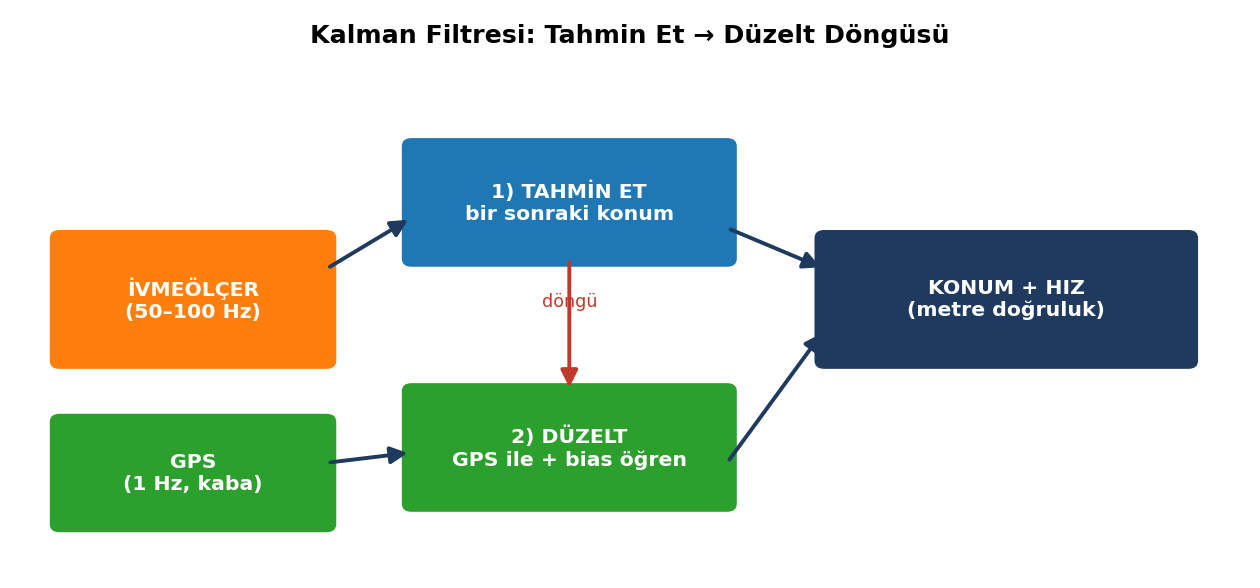 Kalman Filtresi: Tahmin Et → Düzelt Döngüsü
1) TAHMİN ET
bir sonraki konum
İVMEÖLÇER
(50–100 Hz)
döngü
KONUM + HIZ
(metre doğruluk)
2) DÜZELT
GPS ile + bias öğren
GPS
(1 Hz, kaba)